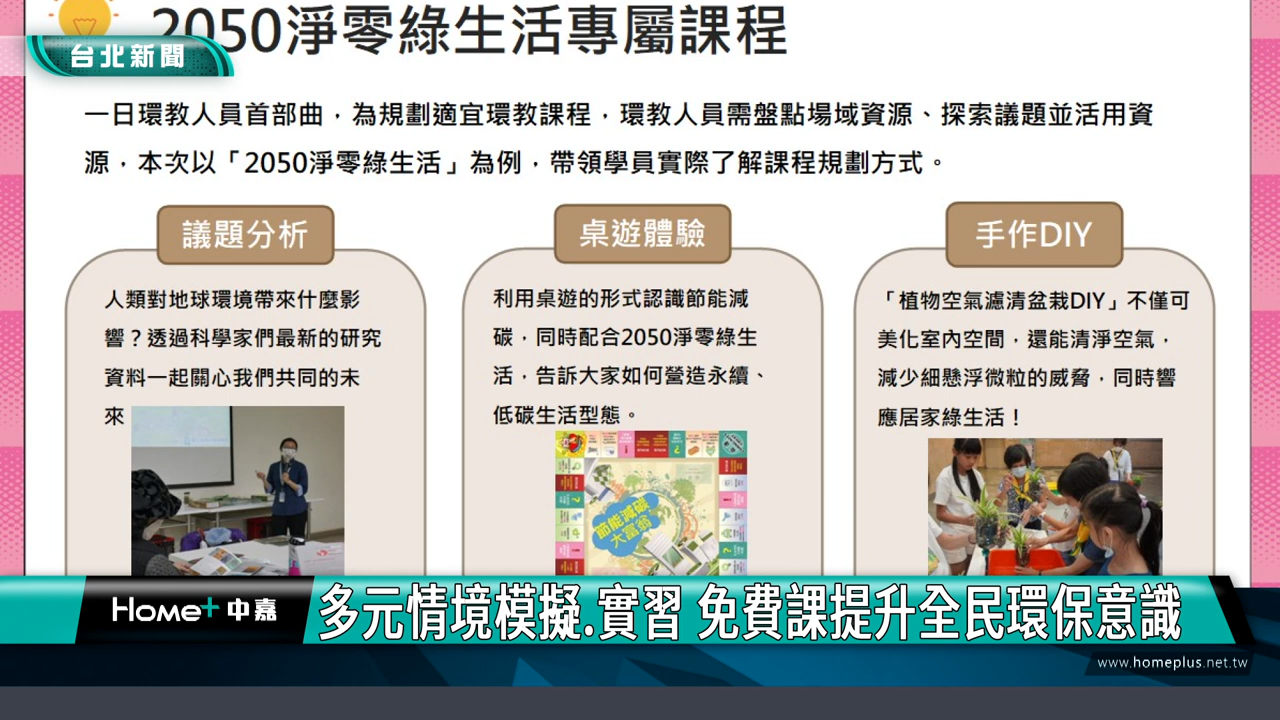 2050淨零綠生活專屬課程
台北新聞
一日環教人員首部曲，為規劃適宜環教課程，環教人員需盤點場域資源、探索議題並活用資
源，本次以「2050淨零綠生活」為例，帶領學員實際了解課程規劃方式。
議題分析
人類對地球環境帶來什麼影
響？透過科學家們最新的研究
資料一起關心我們共同的未
來
桌遊體驗
利用桌遊的形式認識節能減
碳，同時配合2050淨零綠生
活，告訴大家如何營造永續、
低碳生活型態。
節能減碳
大富翁
手作DIY
「植物空氣濾清盆栽DIY」不僅可
美化室內空間，還能清淨空氣，
減少細懸浮微粒的威脅，同時響
應居家綠生活！
Home+中嘉
多元情境模擬.實習 免費課提升全民環保意識
www.homeplus.net.tw